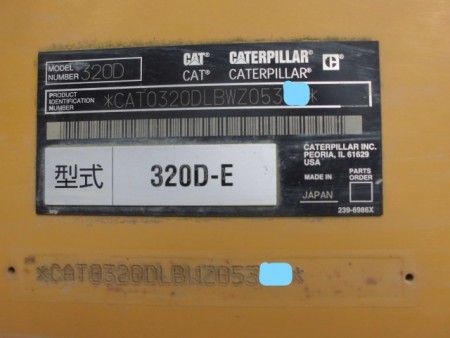 MODEL NUMBER 320D
CAT® CATERPILLAR® C®
CAT® CATERPILLAR®
PRODUCT IDENTIFICATION NUMBER *CAT0320DLBWZ053 *
CATERPILLAR INC.
PEORIA, IL 61629
USA
型式 320D-E
MADE IN JAPAN
PARTS ORDER
239-6986X
*CAT0320DLBWZ053 *